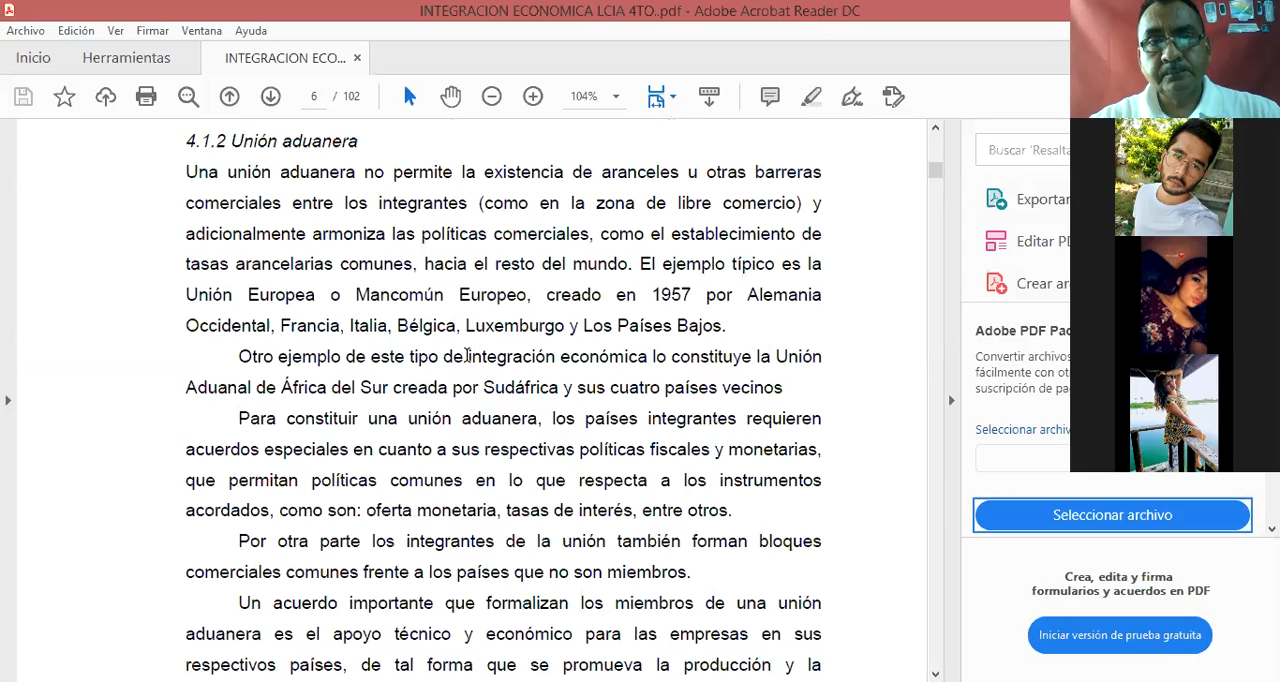 INTEGRACION ECONOMICA LCIA 4TO..pdf - Adobe Acrobat Reader DC
Archivo Edición Ver Firmar Ventana Ayuda
Inicio Herramientas INTEGRACION ECO... ×
6 / 102 104%
4.1.2 Unión aduanera
Una unión aduanera no permite la existencia de aranceles u otras barreras
comerciales entre los integrantes (como en la zona de libre comercio) y
adicionalmente armoniza las políticas comerciales, como el establecimiento de
tasas arancelarias comunes, hacia el resto del mundo. El ejemplo típico es la
Unión Europea o Mancomún Europeo, creado en 1957 por Alemania
Occidental, Francia, Italia, Bélgica, Luxemburgo y Los Países Bajos.
Otro ejemplo de este tipo de integración económica lo constituye la Unión
Aduanal de África del Sur creada por Sudáfrica y sus cuatro países vecinos
Para constituir una unión aduanera, los países integrantes requieren
acuerdos especiales en cuanto a sus respectivas políticas fiscales y monetarias,
que permitan políticas comunes en lo que respecta a los instrumentos
acordados, como son: oferta monetaria, tasas de interés, entre otros.
Por otra parte los integrantes de la unión también forman bloques
comerciales comunes frente a los países que no son miembros.
Un acuerdo importante que formalizan los miembros de una unión
aduanera es el apoyo técnico y económico para las empresas en sus
respectivos países, de tal forma que se promueva la producción y la
Buscar 'Resalta
Exportar
Editar PD
Crear ar
Adobe PDF Pac
Convertir archivos
fácilmente con ot
suscripción de pac
Seleccionar archiv
Seleccionar archivo
Crea, edita y firma
formularios y acuerdos en PDF
Iniciar versión de prueba gratuita